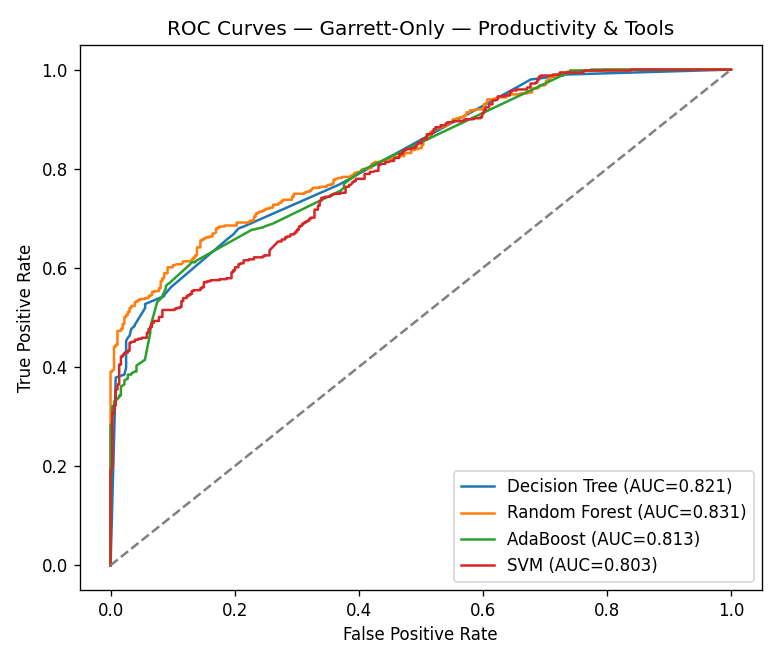 ROC Curves — Garrett-Only — Productivity & Tools
True Positive Rate
1.0
0.8
0.6
0.4
0.2
0.0
Decision Tree (AUC=0.821)
Random Forest (AUC=0.831)
AdaBoost (AUC=0.813)
SVM (AUC=0.803)
0.0 0.2 0.4 0.6 0.8 1.0
False Positive Rate